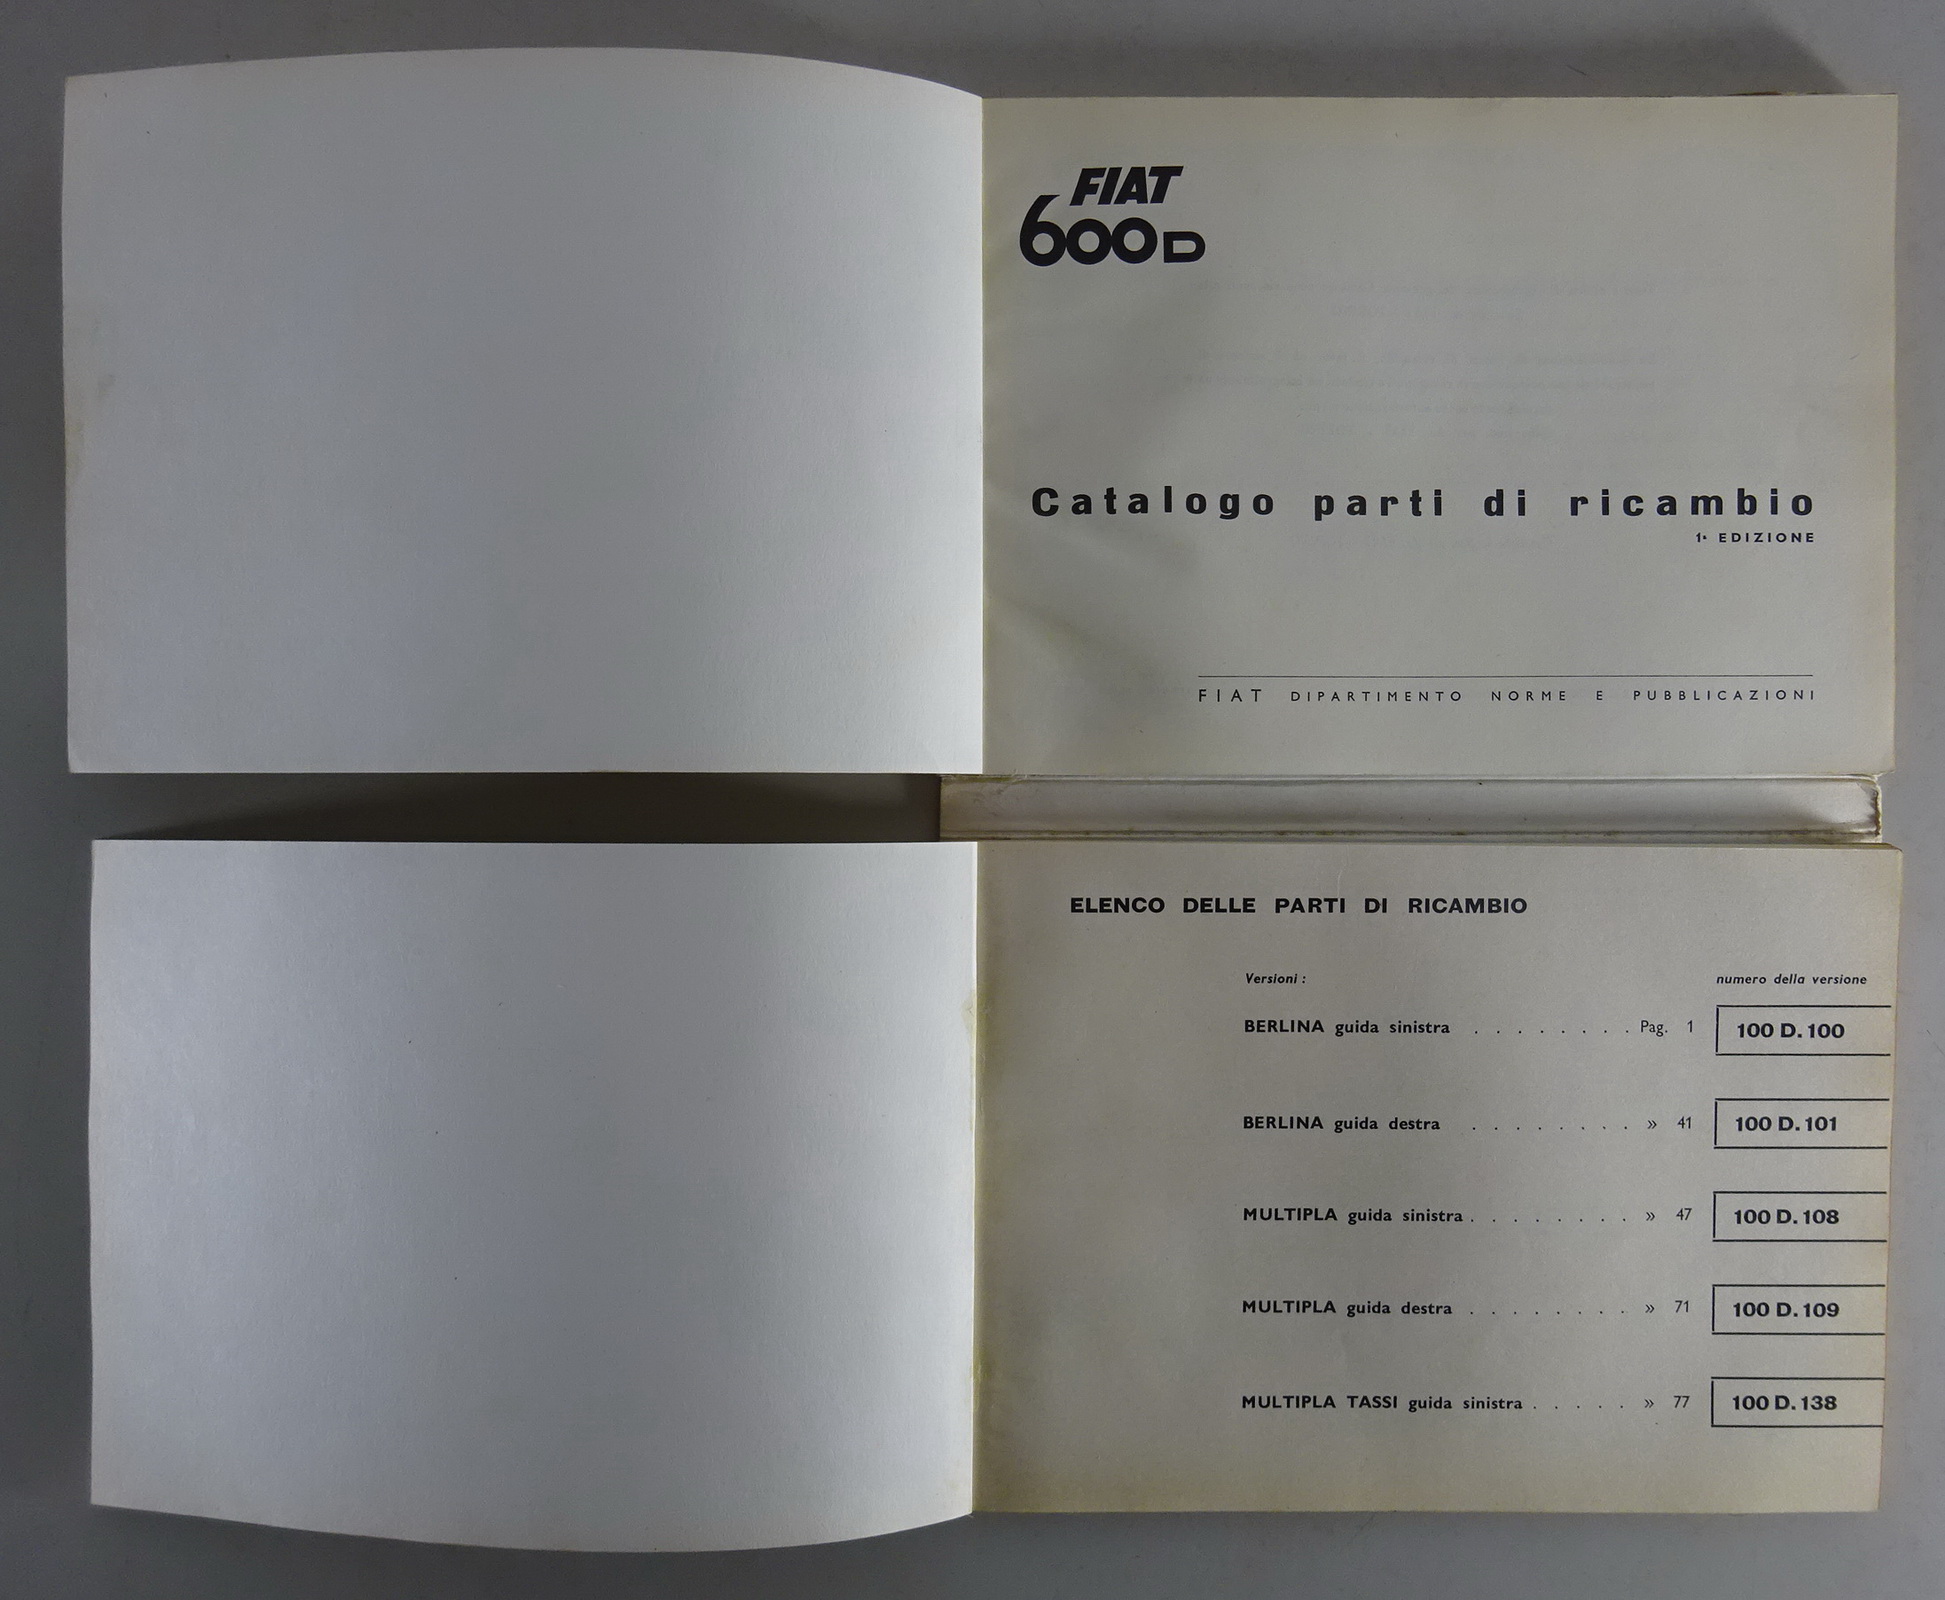 FIAT
600 D
Catalogo parti di ricambio
1ª EDIZIONE
FIAT DIPARTIMENTO NORME E PUBBLICAZIONI
ELENCO DELLE PARTI DI RICAMBIO
Versioni : numero della versione
BERLINA guida sinistra . . . . . . . . Pag. 1 100 D. 100
BERLINA guida destra . . . . . . . . » 41 100 D. 101
MULTIPLA guida sinistra . . . . . . . . » 47 100 D. 108
MULTIPLA guida destra . . . . . . . . » 71 100 D. 109
MULTIPLA TASSI guida sinistra . . . . . » 77 100 D. 138